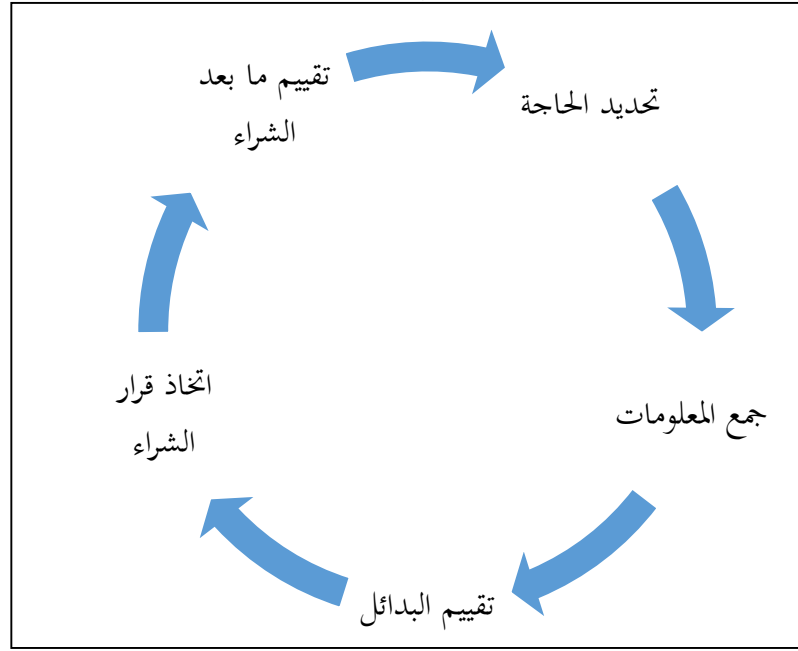 تحديد الحاجة
جمع المعلومات
تقييم البدائل
اتخاذ قرار
الشراء
تقييم ما بعد
الشراء